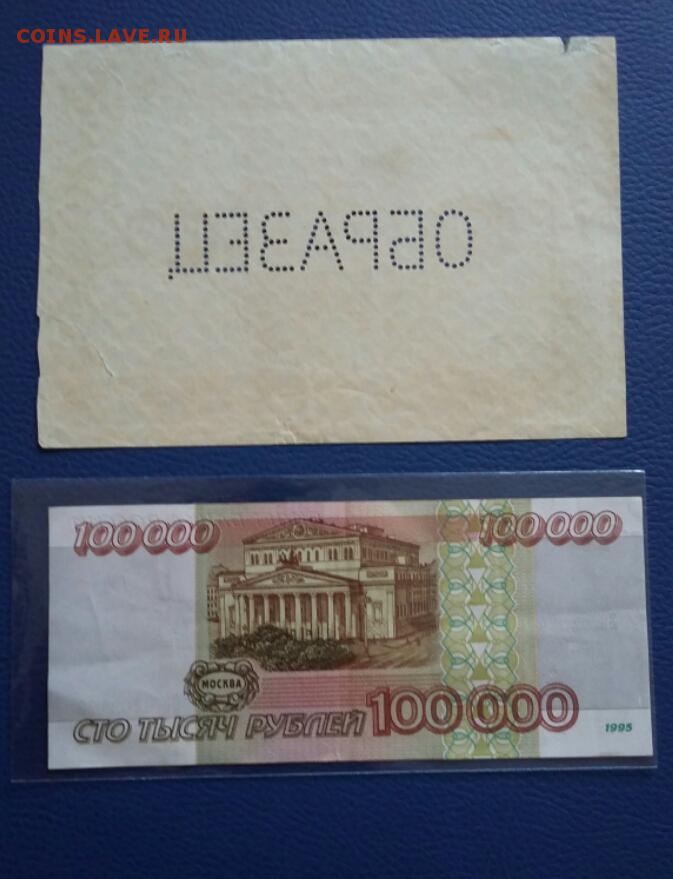 COINS.LAVE.RU
ОБРАЗЕЦ
100 000 100 000
МОСКВА
СТО ТЫСЯЧ РУБЛЕЙ 100 000
1995